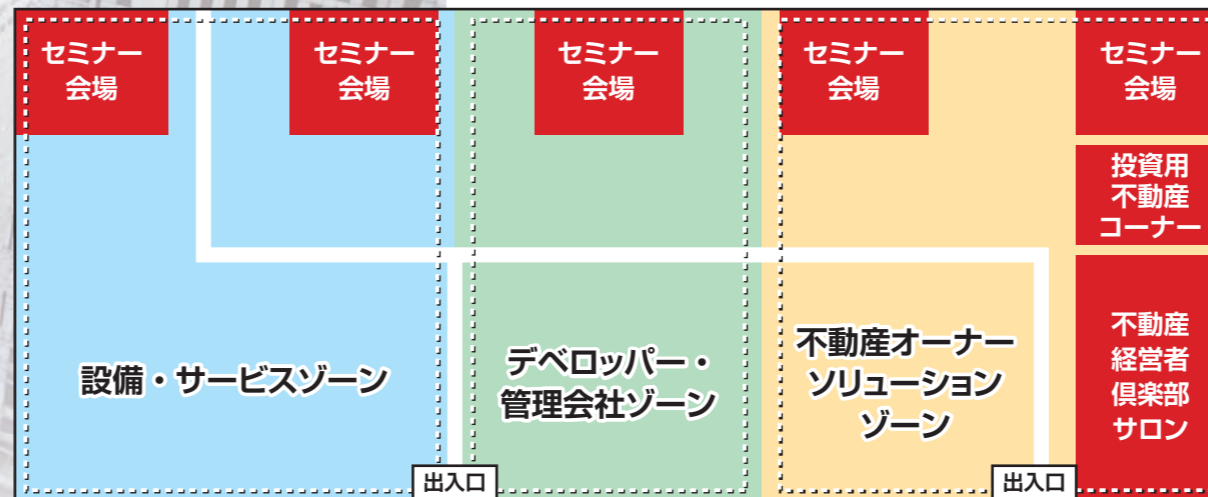 セミナー
会場
セミナー
会場
セミナー
会場
セミナー
会場
セミナー
会場
投資用
不動産
コーナー
設備・サービスゾーン
デベロッパー・
管理会社ゾーン
不動産オーナー
ソリューション
ゾーン
不動産
経営者
倶楽部
サロン
出入口
出入口